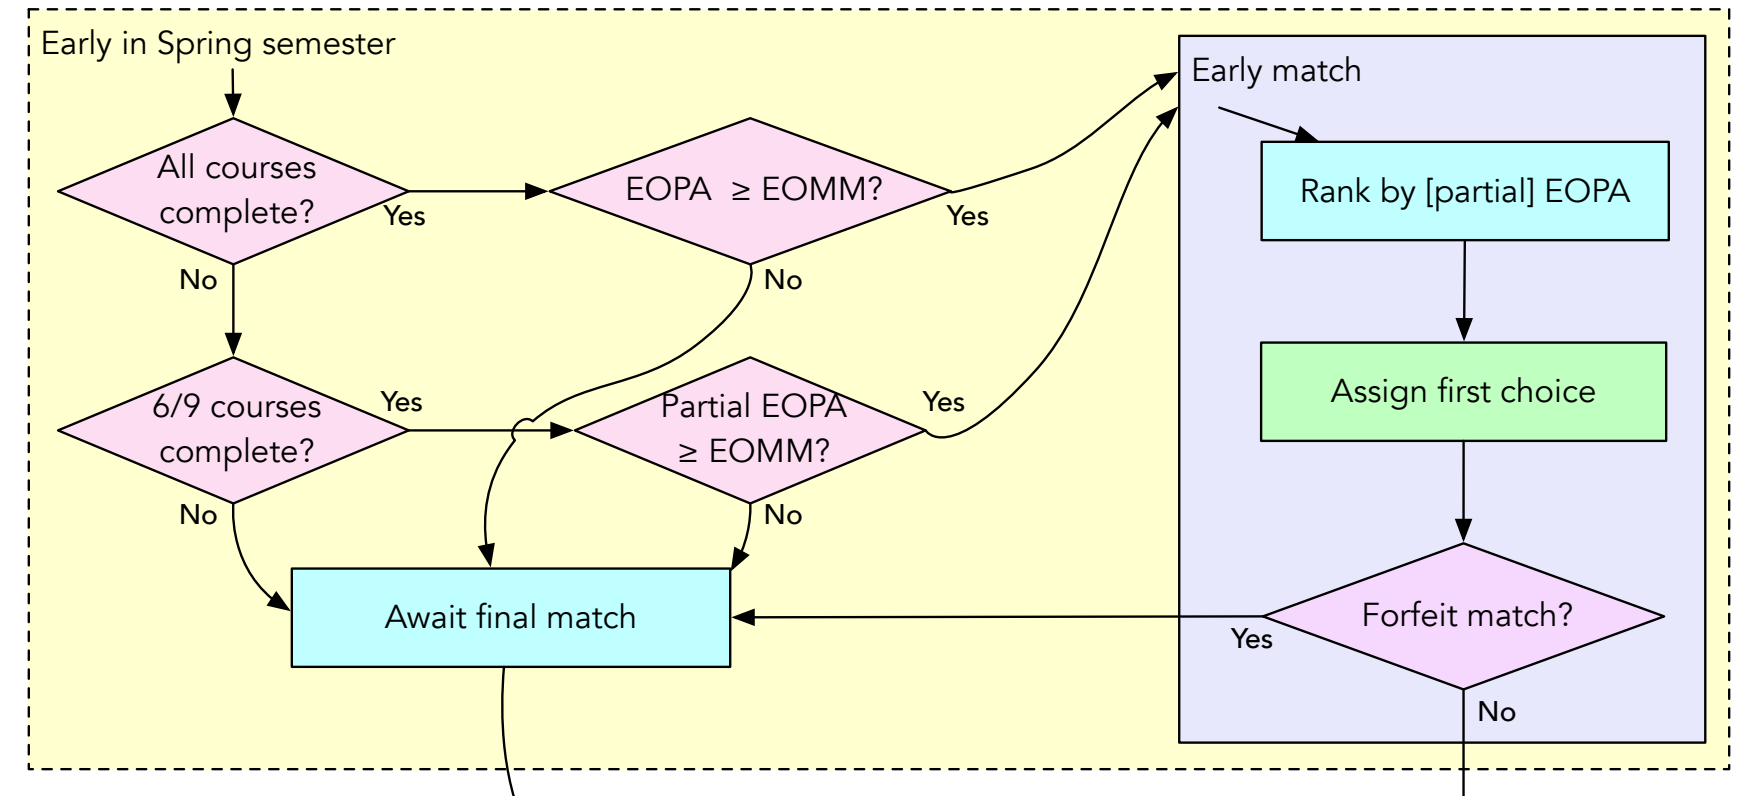 Early in Spring semester
Early match
All courses
complete?
Yes
EOPA ≥ EOMM?
Yes
Rank by [partial] EOPA
No
No
6/9 courses
complete?
Yes
Partial EOPA
≥ EOMM?
Yes
Assign first choice
No
No
Await final match
Forfeit match?
Yes
No